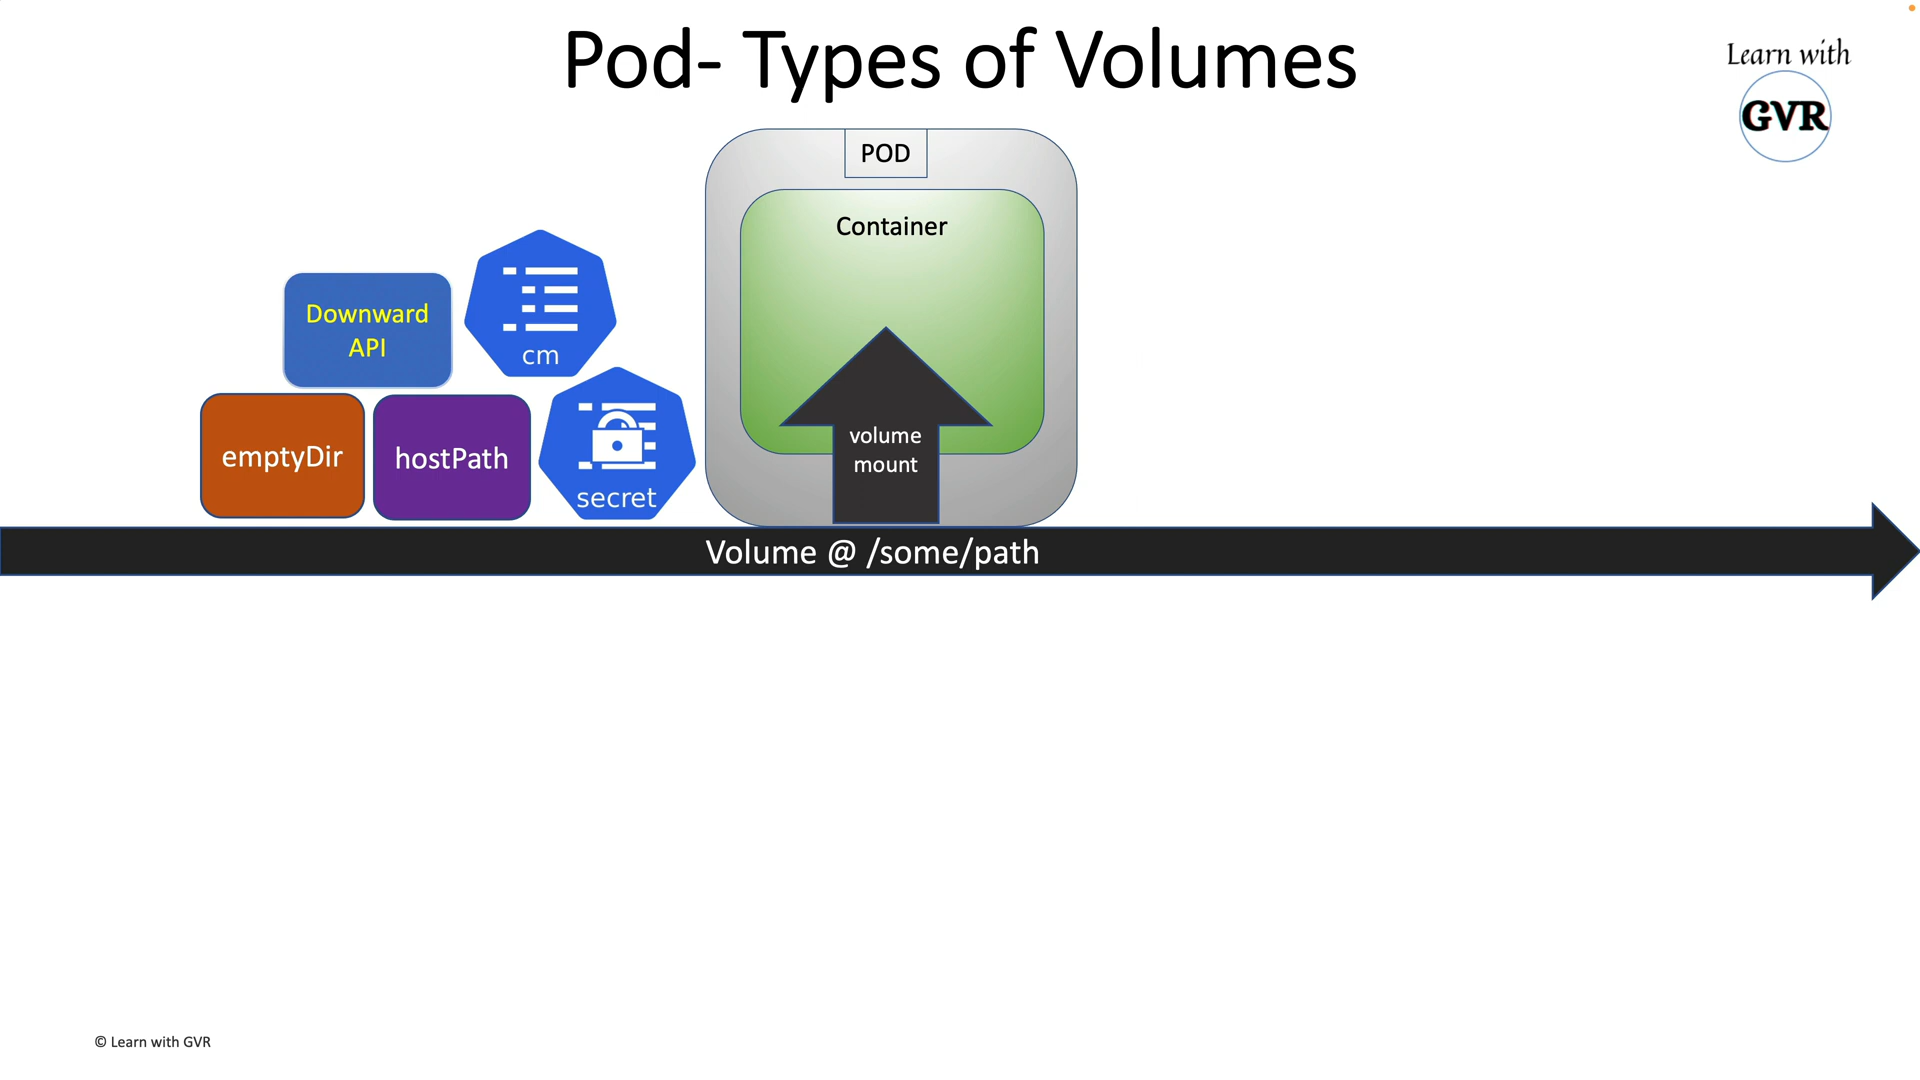 Pod- Types of Volumes
Learn with
GVR
POD
Container
Downward
API
cm
emptyDir
hostPath
secret
volume
mount
Volume @ /some/path
© Learn with GVR